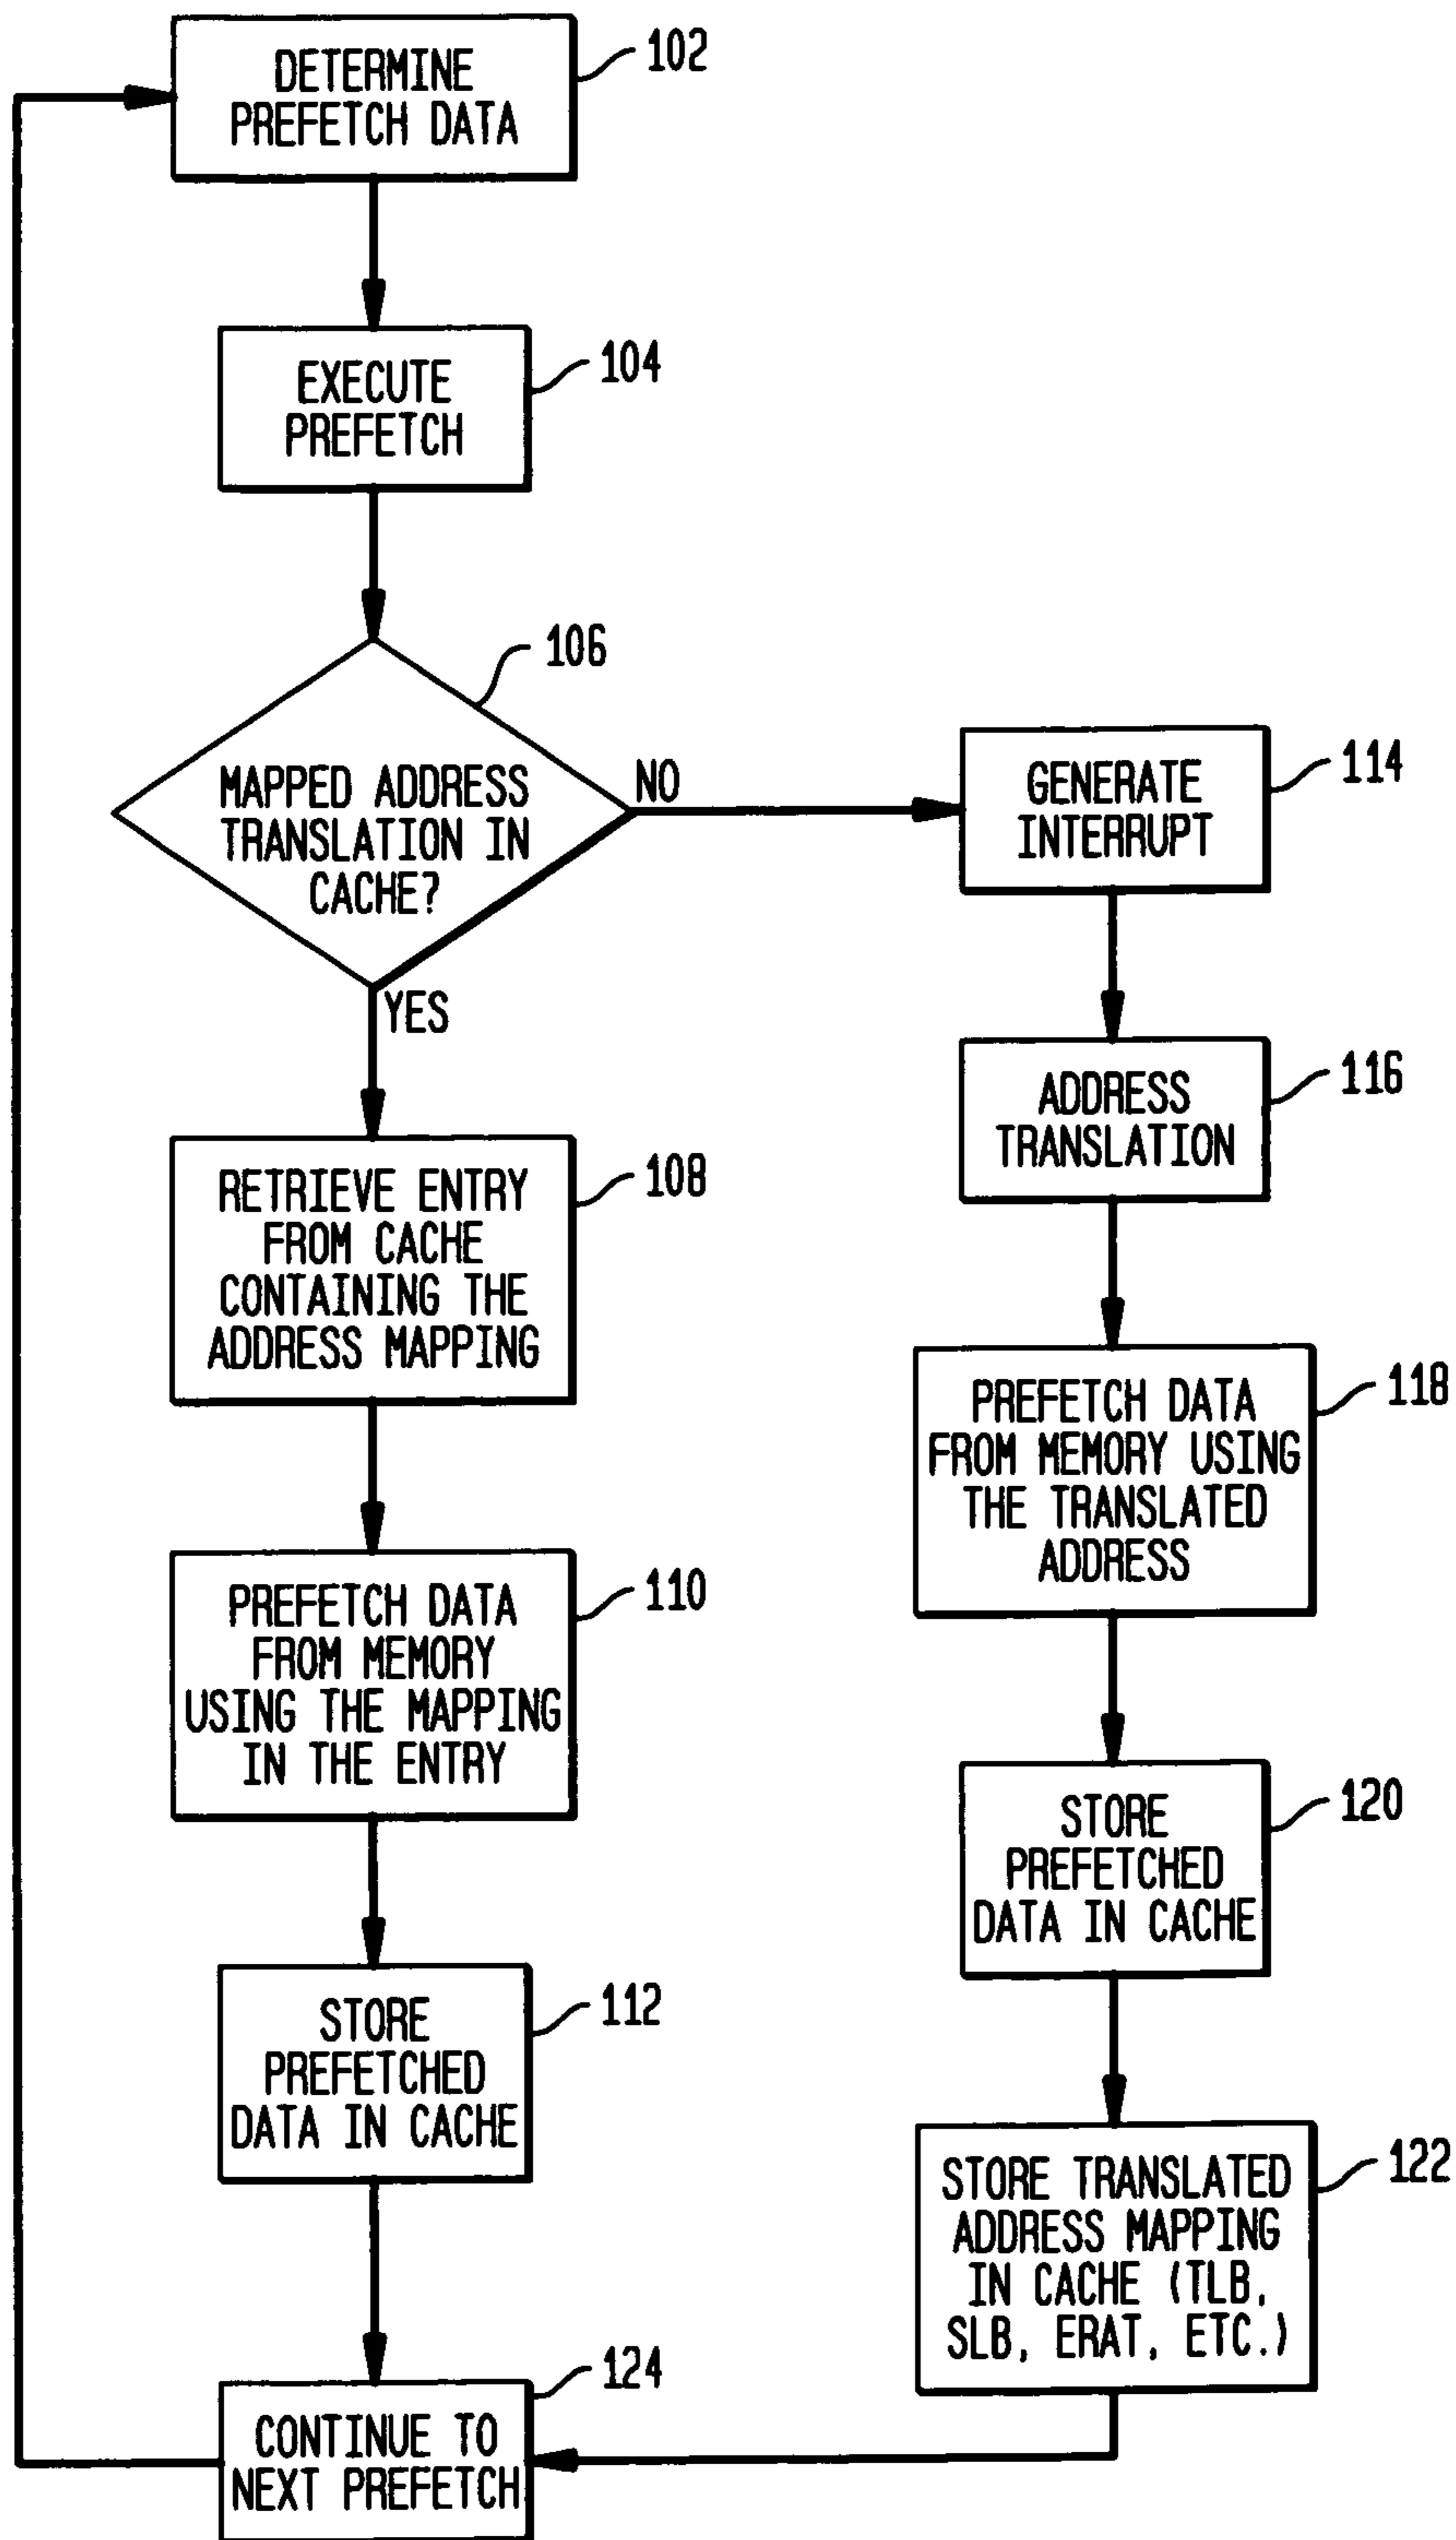 DETERMINE
PREFETCH DATA
102
EXECUTE
PREFETCH
104
106
MAPPED ADDRESS
TRANSLATION IN
CACHE?
NO
YES
GENERATE
INTERRUPT
114
ADDRESS
TRANSLATION
116
RETRIEVE ENTRY
FROM CACHE
CONTAINING THE
ADDRESS MAPPING
108
PREFETCH DATA
FROM MEMORY USING
THE TRANSLATED
ADDRESS
118
PREFETCH DATA
FROM MEMORY
USING THE MAPPING
IN THE ENTRY
110
STORE
PREFETCHED
DATA IN CACHE
120
STORE
PREFETCHED
DATA IN CACHE
112
STORE TRANSLATED
ADDRESS MAPPING
IN CACHE (TLB,
SLB, ERAT, ETC.)
122
CONTINUE TO
NEXT PREFETCH
124